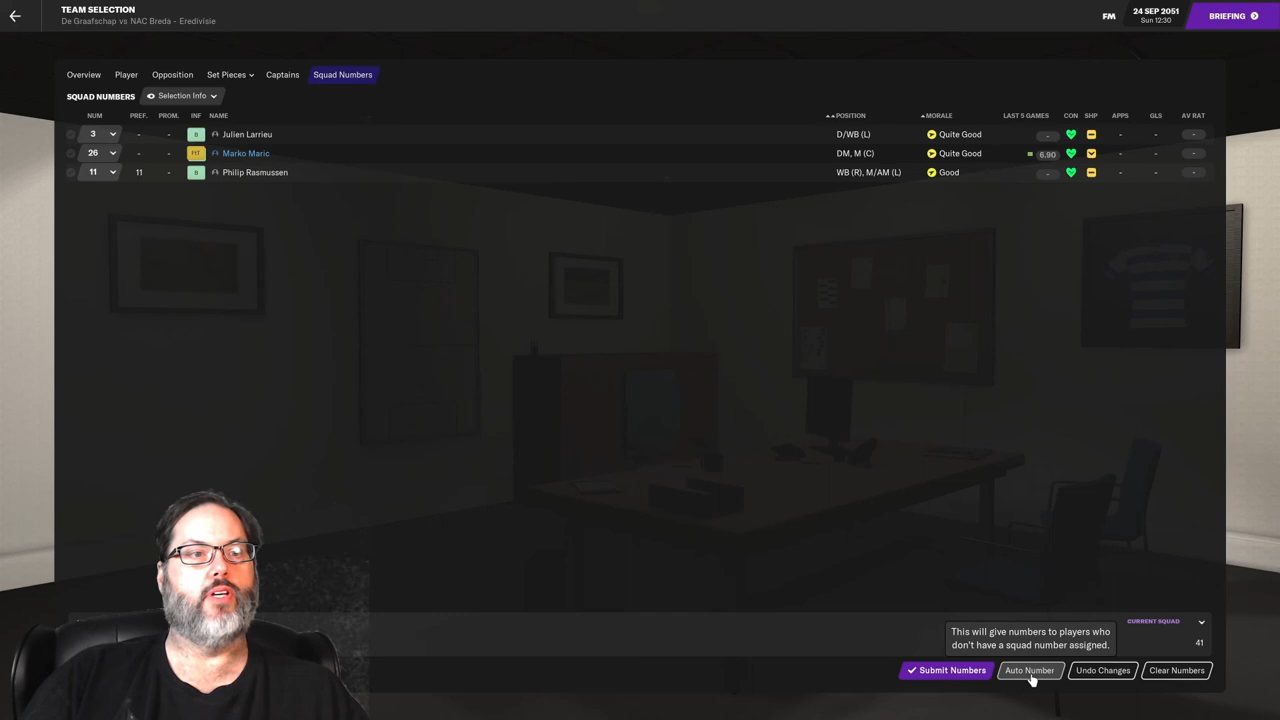 TEAM SELECTION
De Graafschap vs NAC Breda - Eredivisie
FM
24 SEP 2051
Sun 12:30
BRIEFING
Overview Player Opposition Set Pieces Captains Squad Numbers
SQUAD NUMBERS Selection Info
NUM PREF. PROM. INF NAME POSITION MORALE LAST 5 GAMES CON SHP APPS GLS AV RAT
3 - - B Julien Larrieu D/WB (L) Quite Good - - - -
26 - - FIT Marko Maric DM, M (C) Quite Good 6.90 - - -
11 11 - B Philip Rasmussen WB (R), M/AM (L) Good - - - -
CURRENT SQUAD
41
This will give numbers to players who
don't have a squad number assigned.
Submit Numbers Auto Number Undo Changes Clear Numbers